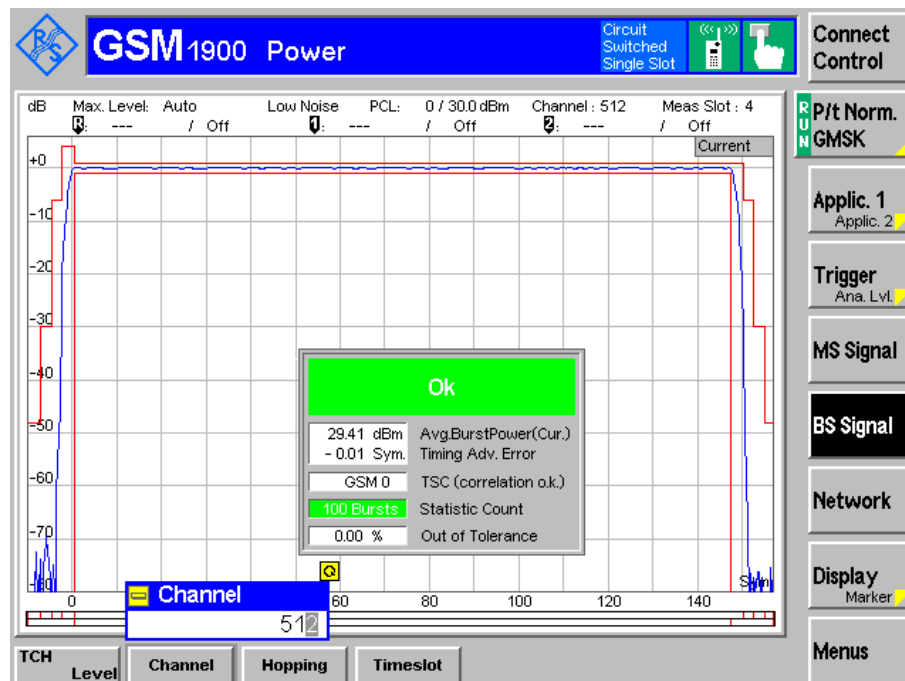 R S
GSM 1900 Power
Circuit
Switched
Single Slot
Connect
Control
dB Max. Level: Auto Low Noise PCL: 0 / 30.0 dBm Channel : 512 Meas Slot : 4
R: --- / Off 1: --- / Off 2: --- / Off
Current
RUN
P/t Norm.
GMSK
+0
-10
-20
-30
-40
-50
-60
-70
-80
Applic. 1
Applic. 2
Trigger
Ana. Lvl.
MS Signal
BS Signal
Network
Display
Marker
Menus
Ok
29.41 dBm Avg.BurstPower(Cur.)
- 0.01 Sym. Timing Adv. Error
GSM 0 TSC (correlation o.k.)
100 Bursts Statistic Count
0.00 % Out of Tolerance
Sym
0 60 80 100 120 140
Channel
512
TCH
Level
Channel
Hopping
Timeslot